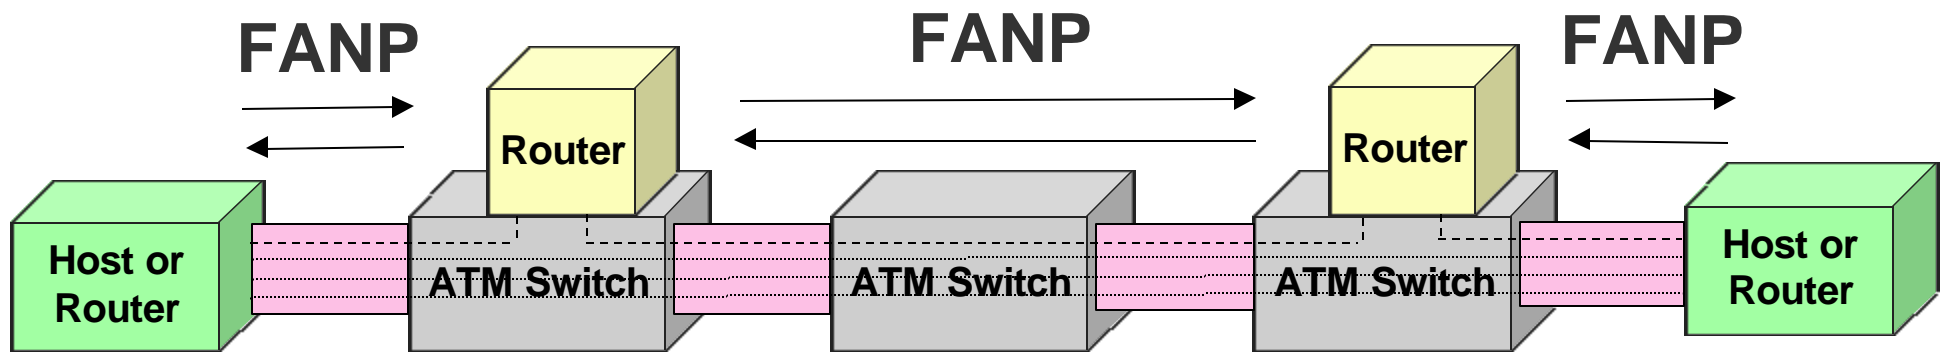 FANP
FANP
FANP
Router
Router
Host or
Router
ATM Switch
ATM Switch
ATM Switch
Host or
Router